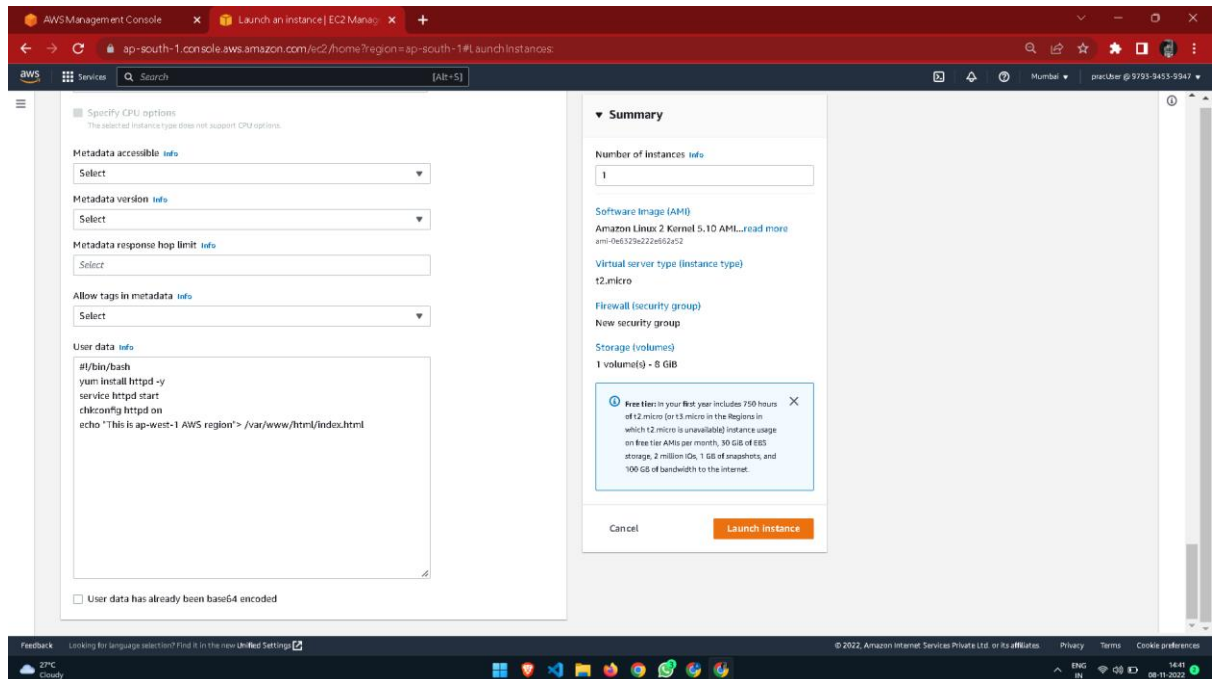 AWS Management Console
Launch an instance | EC2 Manag
ap-south-1.console.aws.amazon.com/ec2/home?region=ap-south-1#LaunchInstances:
aws
Services
Search
[Alt+S]
Mumbai
pracUser @ 9793-9453-9947
Specify CPU options
The selected instance type does not support CPU options.
Metadata accessible Info
Select
Metadata version Info
Select
Metadata response hop limit Info
Select
Allow tags in metadata Info
Select
User data Info
#!/bin/bash
yum install httpd -y
service httpd start
chkconfig httpd on
echo "This is ap-west-1 AWS region"> /var/www/html/index.html
User data has already been base64 encoded
Summary
Number of instances Info
1
Software Image (AMI)
Amazon Linux 2 Kernel 5.10 AMI...read more
ami-0e6329e222e662a52
Virtual server type (instance type)
t2.micro
Firewall (security group)
New security group
Storage (volumes)
1 volume(s) - 8 GiB
Free tier: In your first year includes 750 hours
of t2.micro (or t3.micro in the Regions in
which t2.micro is unavailable) instance usage
on free tier AMIs per month, 30 GiB of EBS
storage, 2 million IOs, 1 GB of snapshots, and
100 GB of bandwidth to the internet.
Cancel
Launch instance
Feedback
Looking for language selection? Find it in the new Unified Settings
© 2022, Amazon Internet Services Private Ltd. or its affiliates.
Privacy
Terms
Cookie preferences
27°C
Cloudy
ENG
IN
14:41
08-11-2022